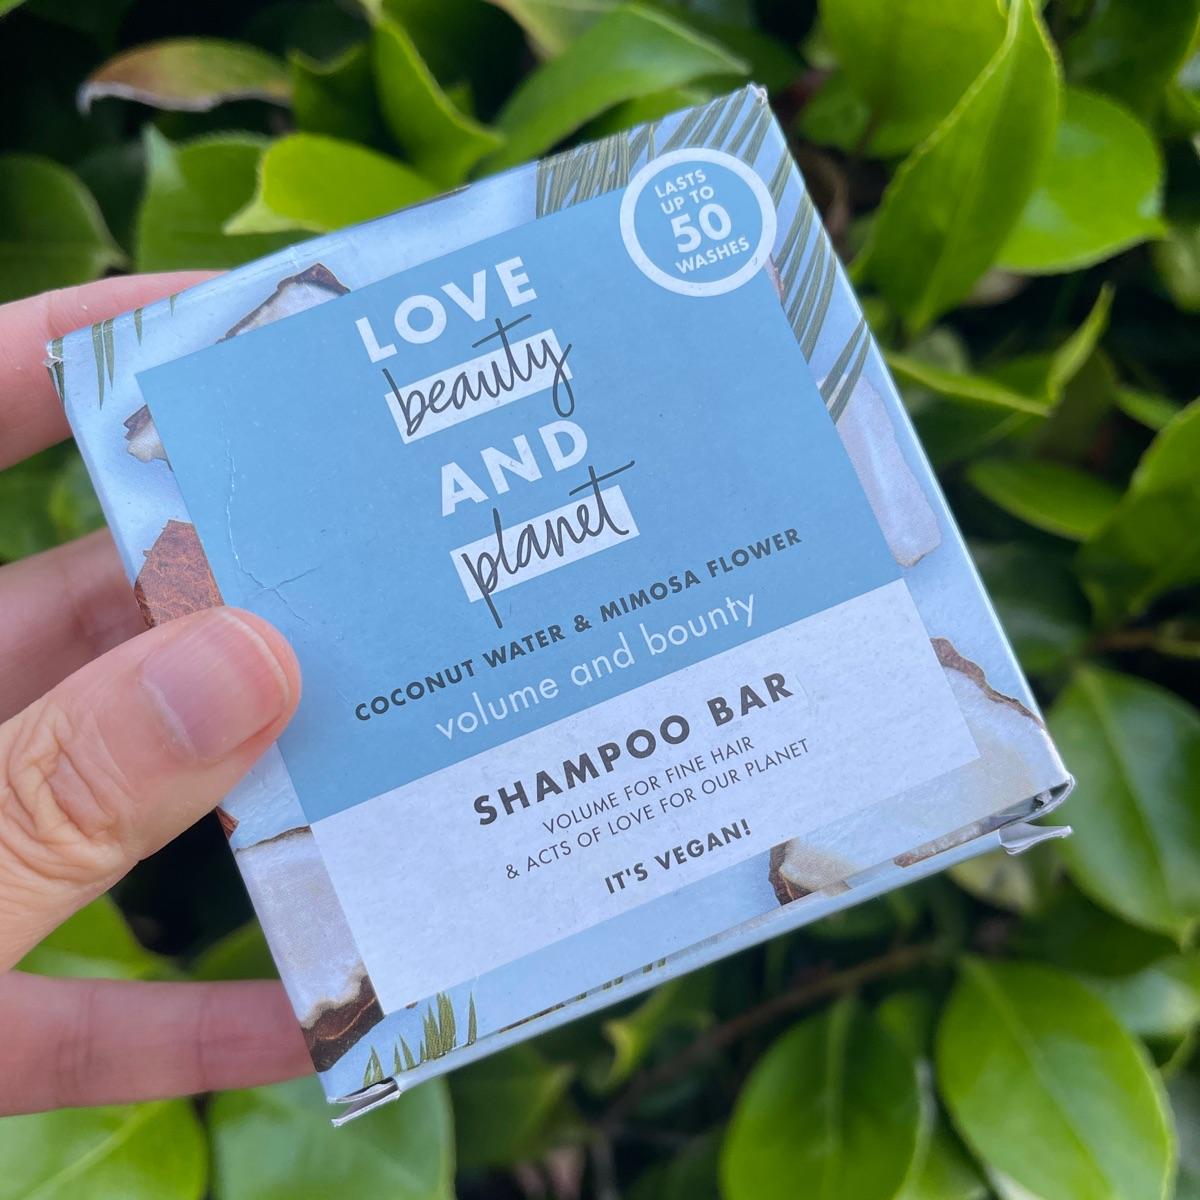 LASTS
UP TO
50
WASHES
LOVE
beauty
AND
planet
COCONUT WATER & MIMOSA FLOWER
volume and bounty
SHAMPOO BAR
VOLUME FOR FINE HAIR
& ACTS OF LOVE FOR OUR PLANET
IT'S VEGAN!